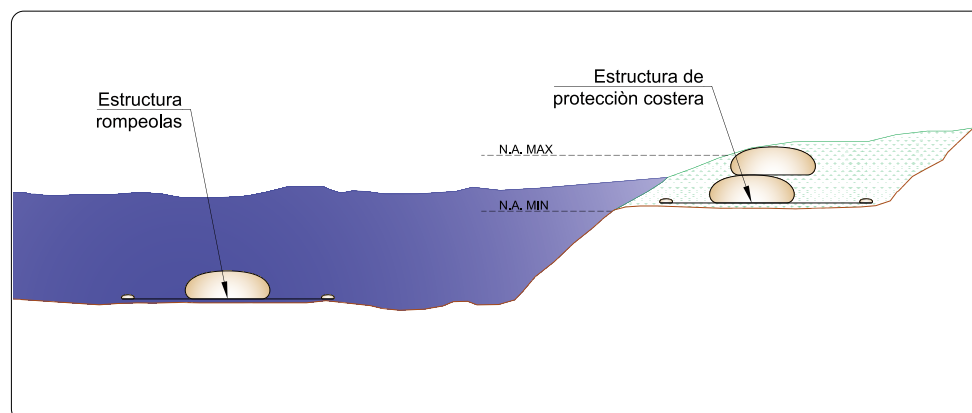 Estructura
rompeolas
Estructura de
protecciòn costera
N.A. MAX
N.A. MIN